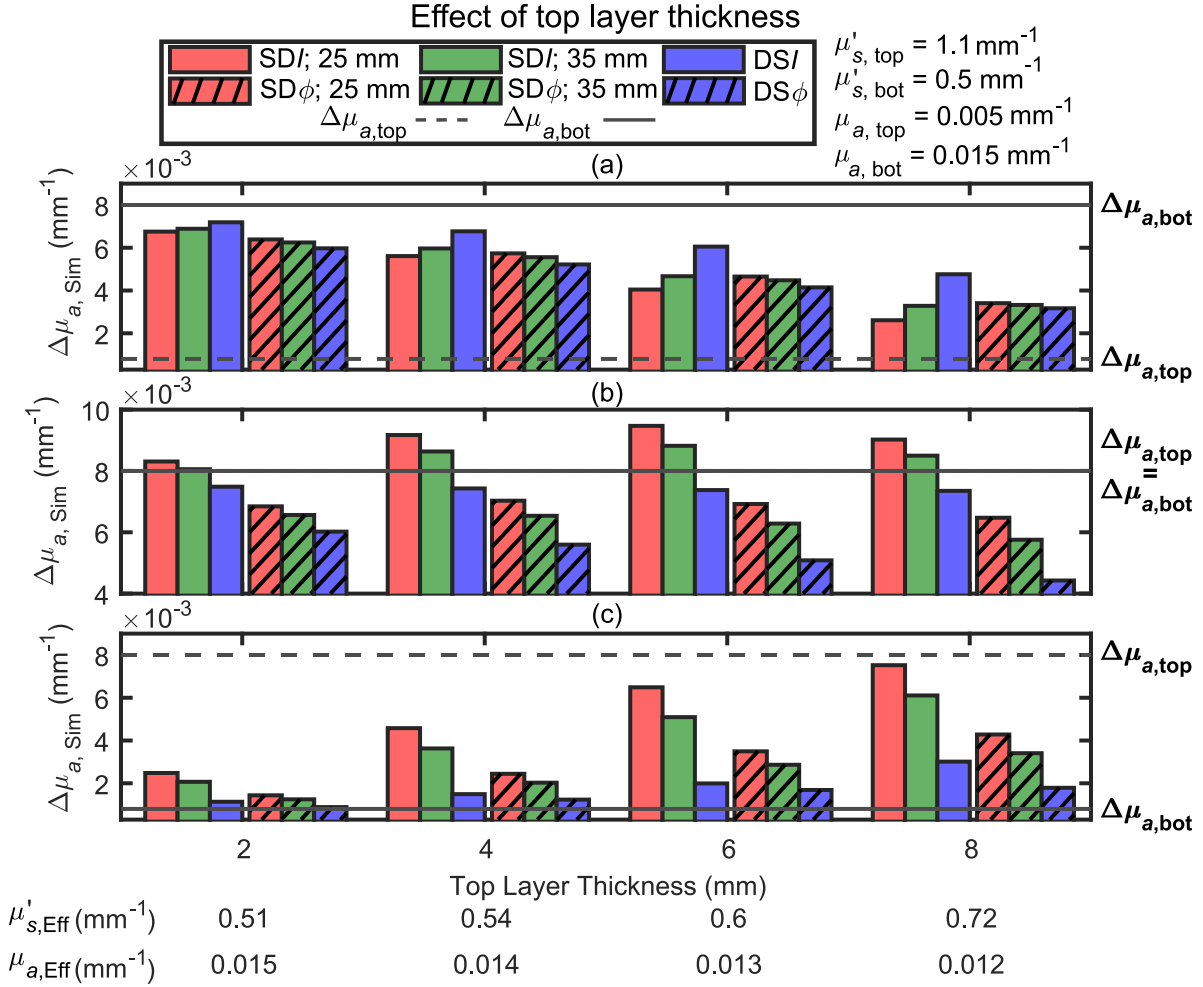 Effect of top layer thickness
SDI; 25 mm SDI; 35 mm DSI
SDϕ; 25 mm SDϕ; 35 mm DSϕ
Δμa,top Δμa,bot
μ's, top = 1.1 mm-1
μ's, bot = 0.5 mm-1
μa, top = 0.005 mm-1
μa, bot = 0.015 mm-1
×10-3
(a)
Δμa, Sim (mm-1)
8
6
4
2
Δμa,bot
Δμa,top
×10-3
(b)
Δμa, Sim (mm-1)
10
8
6
4
Δμa,top
=
Δμa,bot
×10-3
(c)
Δμa, Sim (mm-1)
8
6
4
2
Δμa,top
Δμa,bot
2 4 6 8
Top Layer Thickness (mm)
μ's,Eff (mm-1) 0.51 0.54 0.6 0.72
μa,Eff (mm-1) 0.015 0.014 0.013 0.012